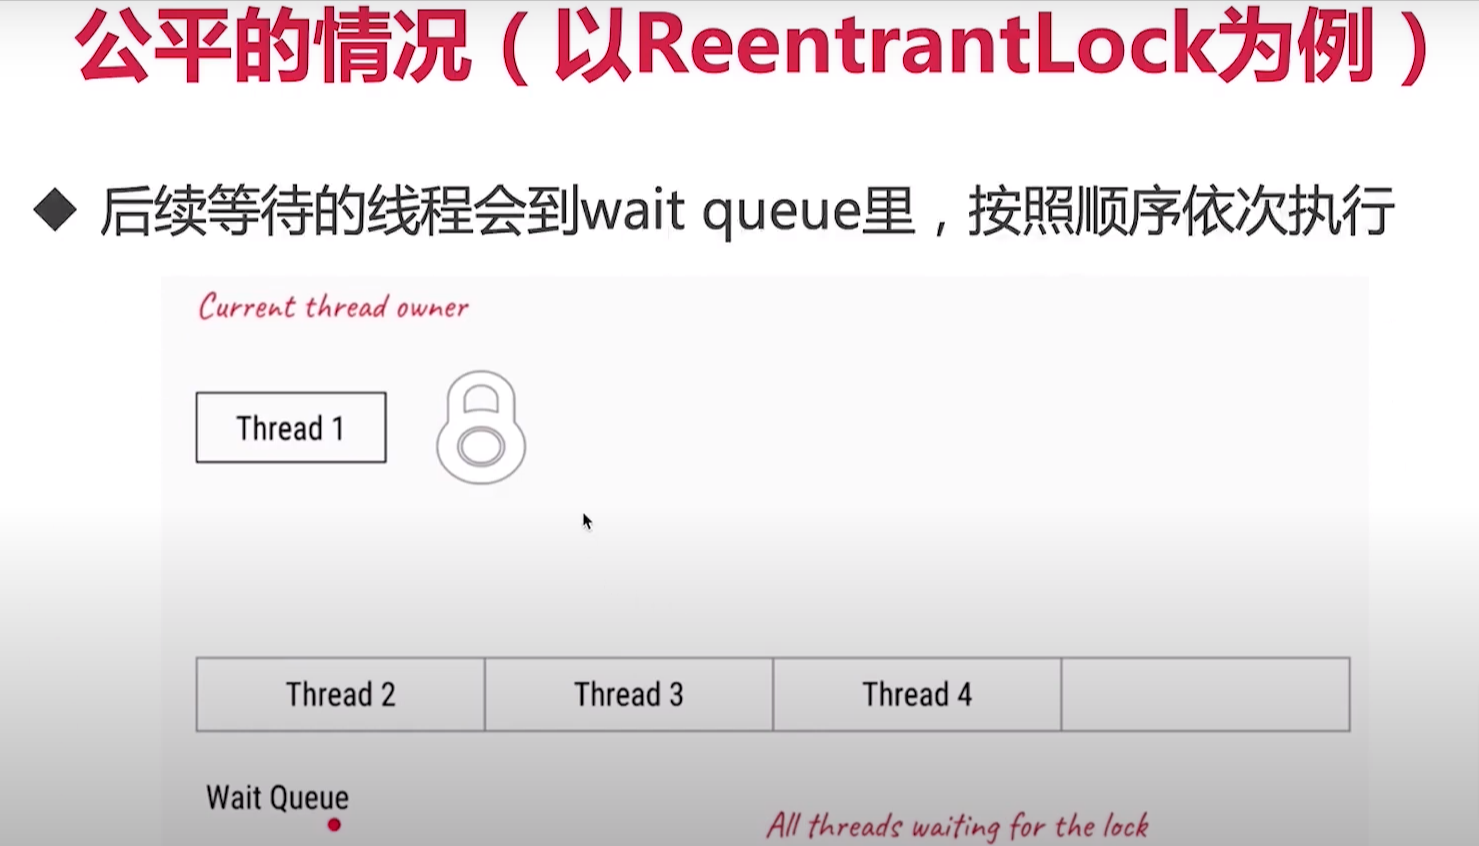 公平的情况（以ReentrantLock为例）
◆ 后续等待的线程会到wait queue里，按照顺序依次执行
Current thread owner
Thread 1
Thread 2 Thread 3 Thread 4
Wait Queue
All threads waiting for the lock